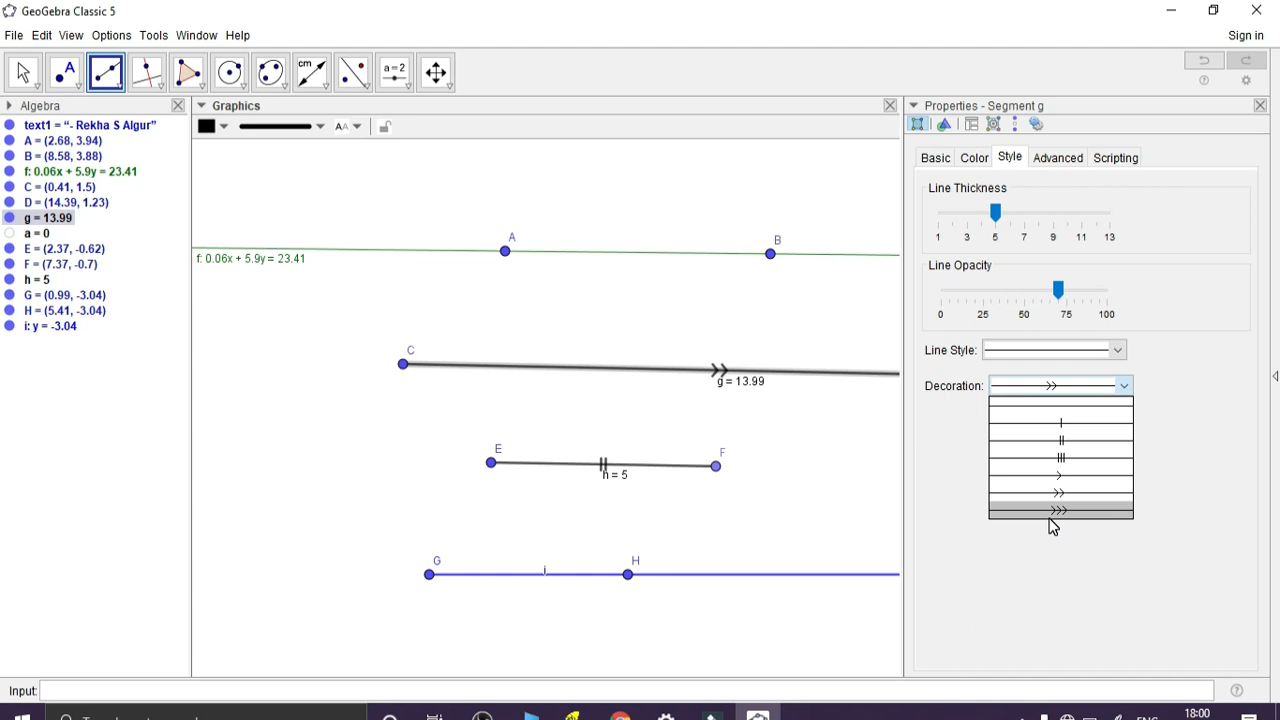 GeoGebra Classic 5
File Edit View Options Tools Window Help
Sign in
A
cm
a = 2
Algebra
Graphics
Properties - Segment g
AA
text1 = “- Rekha S Algur”
A = (2.68, 3.94)
B = (8.58, 3.88)
f: 0.06x + 5.9y = 23.41
C = (0.41, 1.5)
D = (14.39, 1.23)
g = 13.99
a = 0
E = (2.37, -0.62)
F = (7.37, -0.7)
h = 5
G = (0.99, -3.04)
H = (5.41, -3.04)
i: y = -3.04
A
B
f: 0.06x + 5.9y = 23.41
C
g = 13.99
E
F
h = 5
G
H
i
Basic Color Style Advanced Scripting
Line Thickness
1 3 5 7 9 11 13
Line Opacity
0 25 50 75 100
Line Style:
Decoration:
Input:
18:00